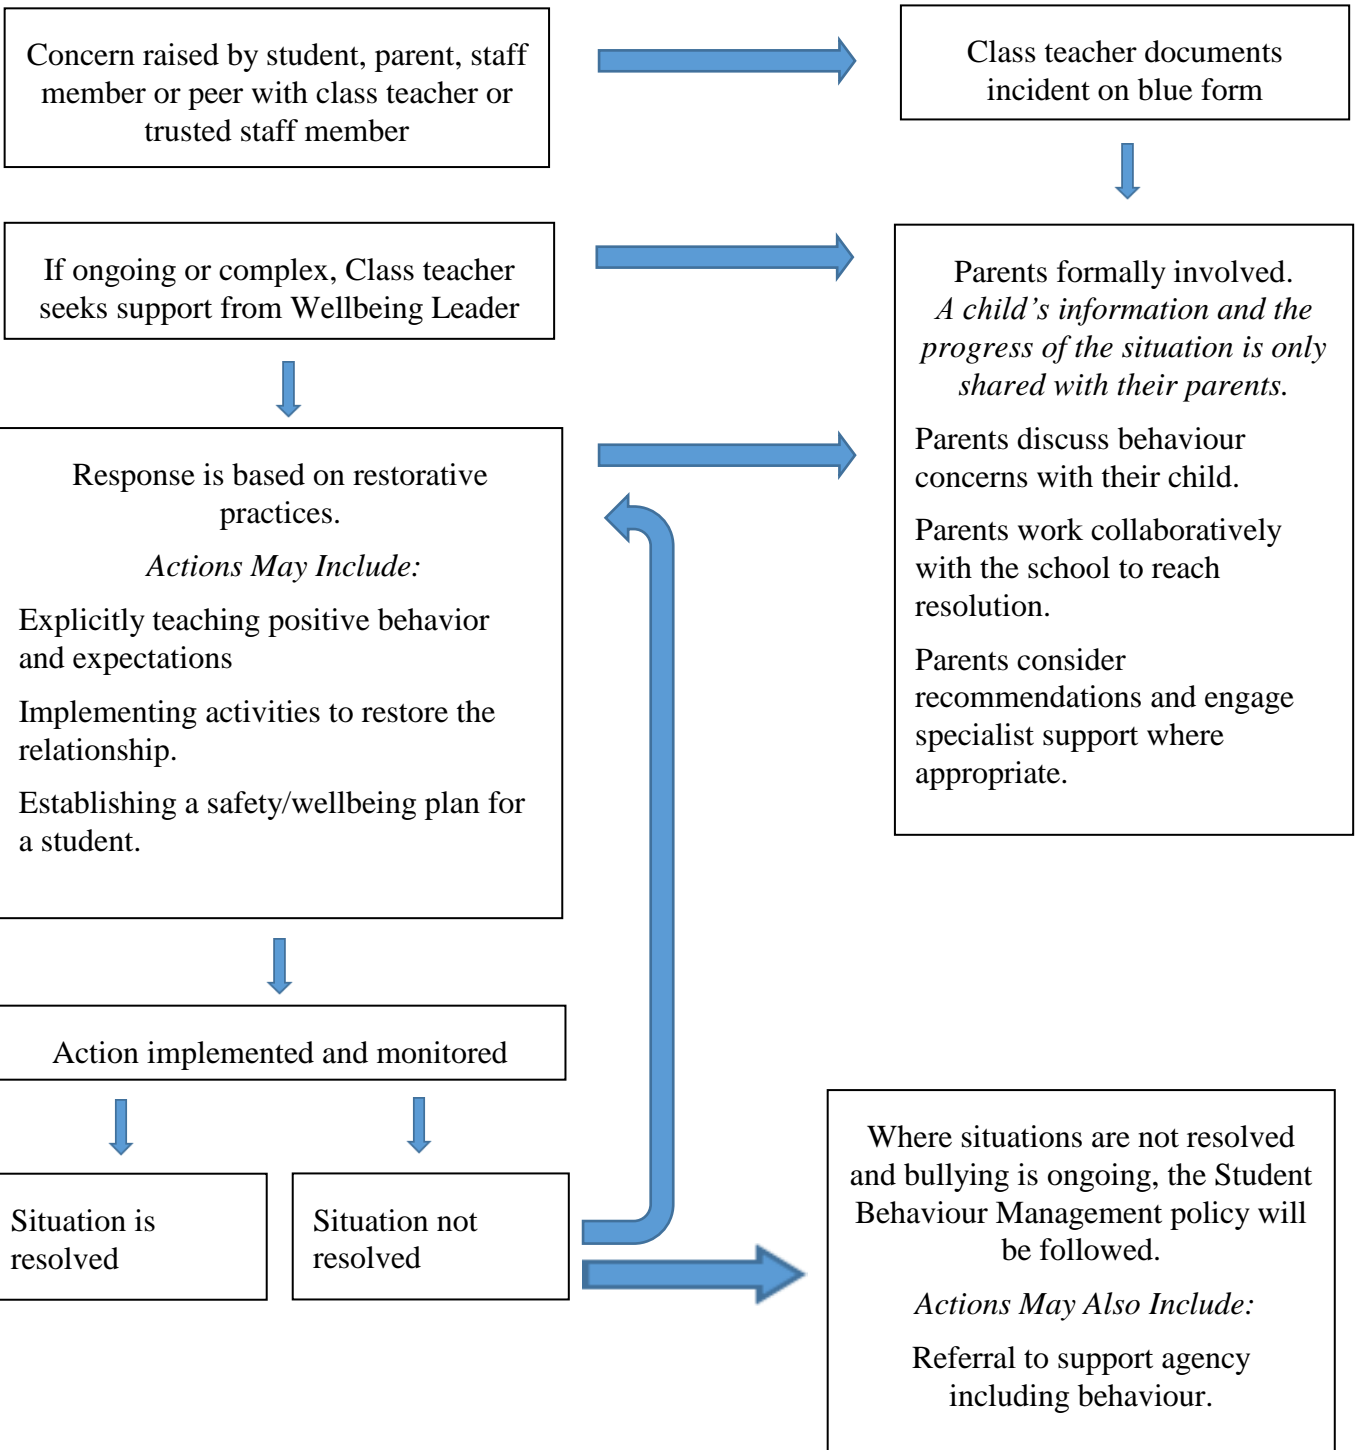 Concern raised by student, parent, staff
member or peer with class teacher or
trusted staff member
Class teacher documents
incident on blue form
If ongoing or complex, Class teacher
seeks support from Wellbeing Leader
Parents formally involved.
A child’s information and the
progress of the situation is only
shared with their parents.
Parents discuss behaviour
concerns with their child.
Parents work collaboratively
with the school to reach
resolution.
Parents consider
recommendations and engage
specialist support where
appropriate.
Response is based on restorative
practices.
Actions May Include:
Explicitly teaching positive behavior
and expectations
Implementing activities to restore the
relationship.
Establishing a safety/wellbeing plan for
a student.
Action implemented and monitored
Situation is
resolved
Situation not
resolved
Where situations are not resolved
and bullying is ongoing, the Student
Behaviour Management policy will
be followed.
Actions May Also Include:
Referral to support agency
including behaviour.